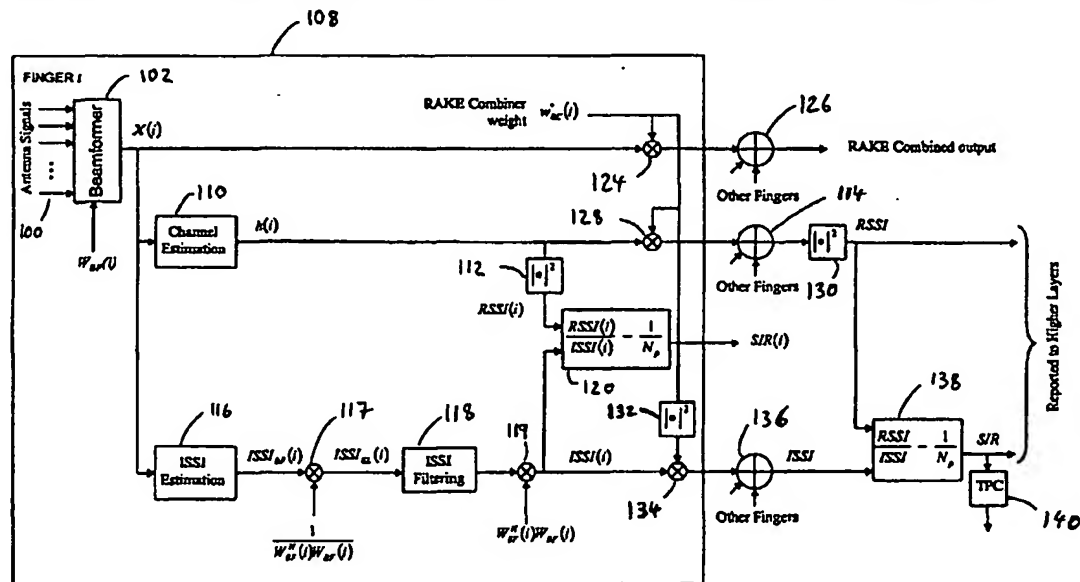 108
FINGER i
102
Antenna Signals
...
100
Beamformer
X(i)
W_BF(i)
RAKE Combiner
weight
w*_RC(i)
124
126
RAKE Combined output
Other Fingers
110
Channel
Estimation
h(i)
128
114
|•|²
130
RSSI
Other Fingers
112
|•|²
RSSI(i)
RSSI(i)/ISSI(i) - 1/N_p
120
SIR(i)
132
|•|²
116
ISSI
Estimation
ISSI_BF(i)
117
1/(W^H_BF(i)W_BF(i))
118
ISSI
Filtering
119
W^H_BF(i)W_BF(i)
ISSI(i)
134
136
ISSI
Other Fingers
138
RSSI/ISSI - 1/N_p
SIR
TPC
140
Reported to Higher Layers